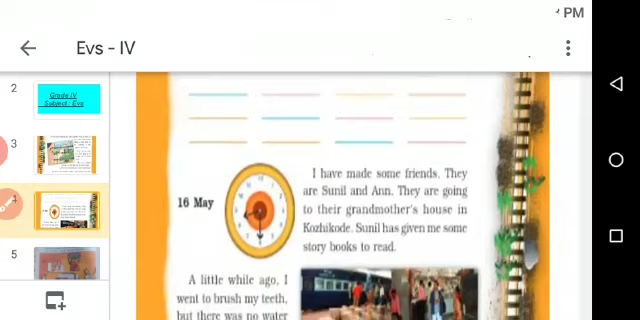 PM
Evs - IV
2
Grade IV
Subject : Evs
3
4
5
16 May
I have made some friends. They
are Sunil and Ann. They are going
to their grandmother's house in
Kozhikode. Sunil has given me some
story books to read.
A little while ago, I
went to brush my teeth,
but there was no water